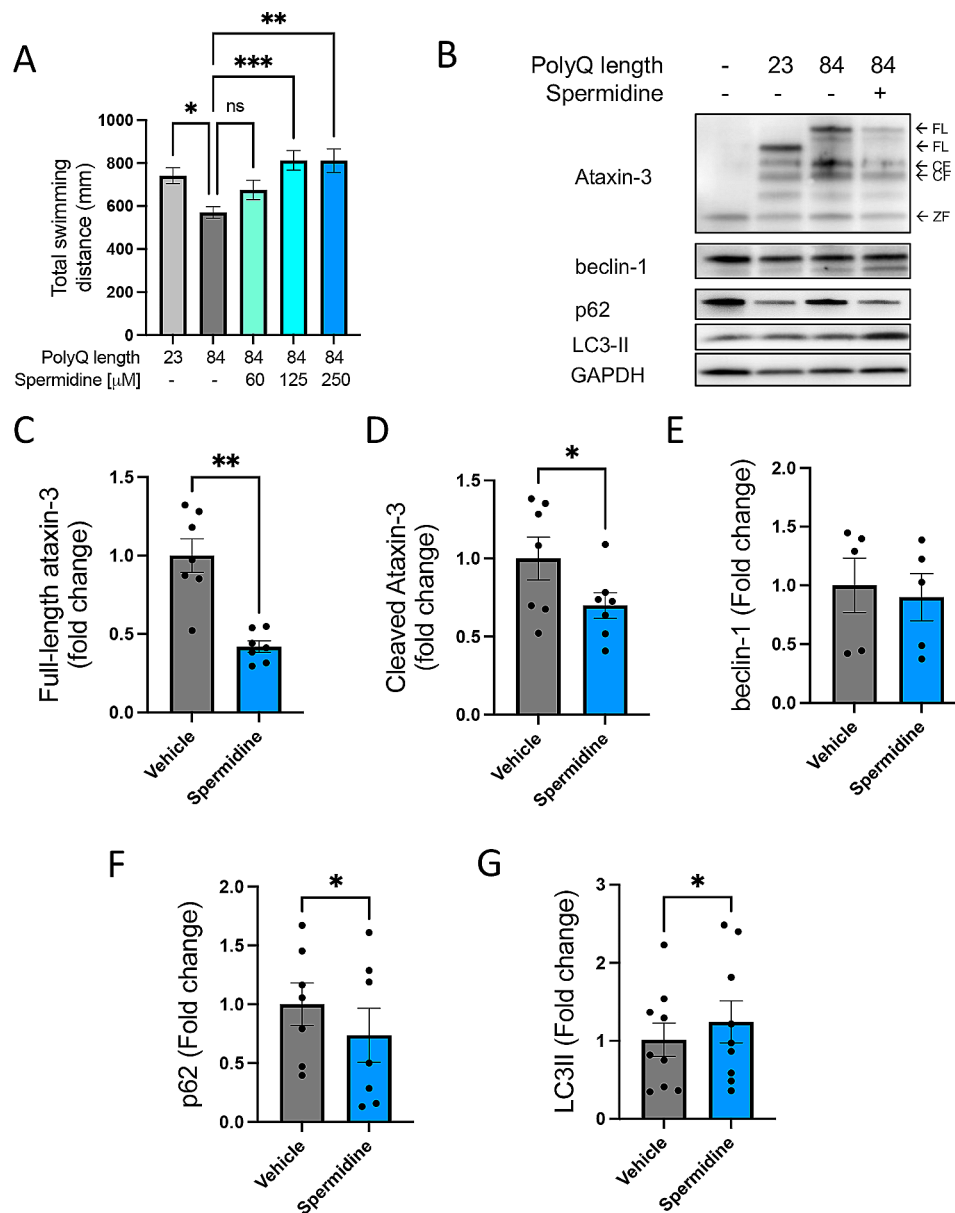 A
**
***
*
ns
1000
800
600
400
200
0
Total swimming
distance (mm)
PolyQ length 23 84 84 84 84
Spermidine [µM] - - 60 125 250
B
PolyQ length - 23 84 84
Spermidine - - - +
Ataxin-3
← FL
← FL
← CF
← CF
← ZF
beclin-1
p62
LC3-II
GAPDH
C
**
1.5
1.0
0.5
0.0
Full-length ataxin-3
(fold change)
Vehicle
Spermidine
D
*
1.5
1.0
0.5
0.0
Cleaved Ataxin-3
(fold change)
Vehicle
Spermidine
E
2.0
1.5
1.0
0.5
0.0
beclin-1 (Fold change)
Vehicle
Spermidine
F
*
2.0
1.5
1.0
0.5
0.0
p62 (Fold change)
Vehicle
Spermidine
G
*
3
2
1
0
LC3II (Fold change)
Vehicle
Spermidine